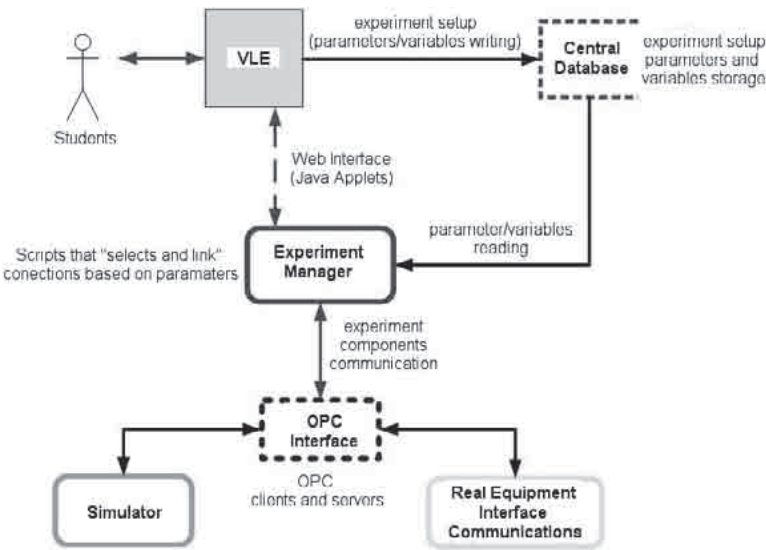 experiment setup
(parameters/variables writing)
VLE
Central
Database
experiment setup
parameters and
variables storage
Students
Web Interface
(Java Applets)
Scripts that "selects and link"
conections based on paramaters
Experiment
Manager
parameter/variables
reading
experiment
components
communication
OPC
Interface
OPC
clients and servers
Simulator
Real Equipment
Interface
Communications